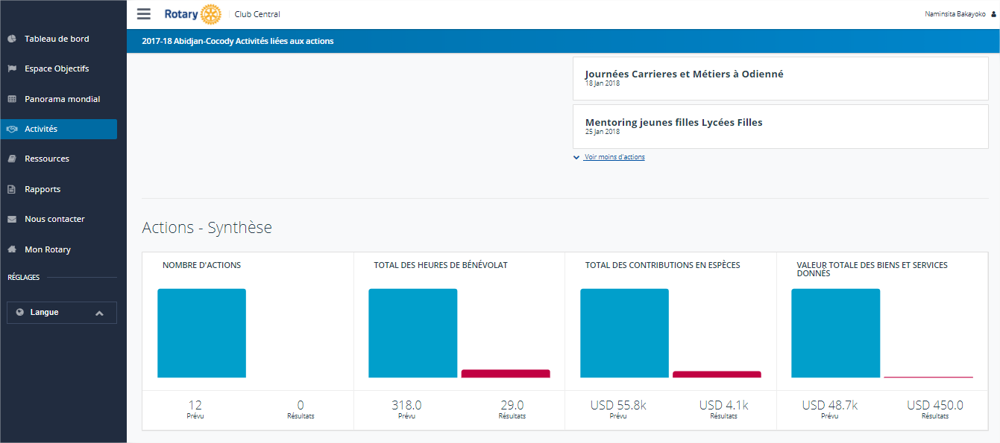 Rotary
Club Central
Naminsita Bakayoko
Tableau de bord
Espace Objectifs
Panorama mondial
Activités
Ressources
Rapports
Nous contacter
Mon Rotary
RÉGLAGES
Langue
2017-18 Abidjan-Cocody Activités liées aux actions
Journées Carrieres et Métiers à Odienné
18 Jan 2018
Mentoring jeunes filles Lycées Filles
25 Jan 2018
Voir moins d'actions
Actions - Synthèse
NOMBRE D'ACTIONS
12
Prévu
0
Résultats
TOTAL DES HEURES DE BÉNÉVOLAT
318.0
Prévu
29.0
Résultats
TOTAL DES CONTRIBUTIONS EN ESPÈCES
USD 55.8k
Prévu
USD 4.1k
Résultats
VALEUR TOTALE DES BIENS ET SERVICES
DONNÉS
USD 48.7k
Prévu
USD 450.0
Résultats